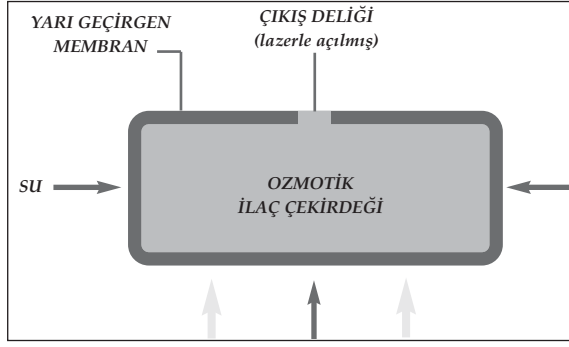 YARI GEÇİRGEN
MEMBRAN
ÇIKIŞ DELİĞİ
(lazerle açılmış)
SU
OZMOTİK
İLAÇ ÇEKİRDEĞİ